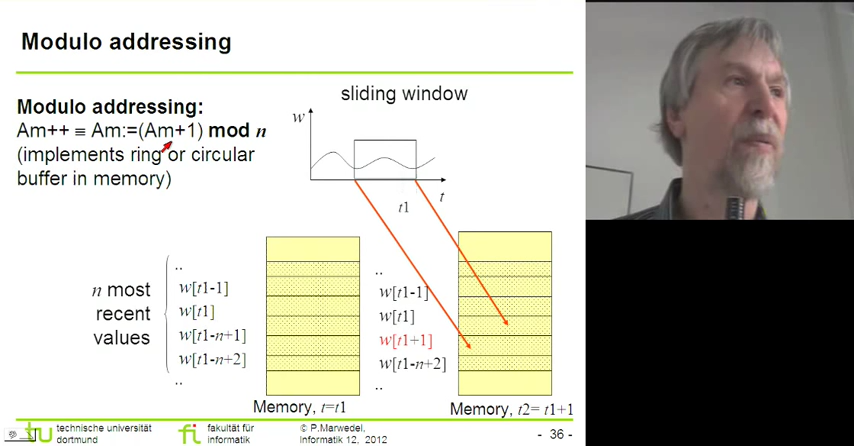 Modulo addressing
Modulo addressing:
Am++ ≡ Am:=(Am+1) mod n
(implements ring or circular
buffer in memory)
sliding window
w
t
t1
n most
recent
values
..
w[t1-1]
w[t1]
w[t1-n+1]
w[t1-n+2]
..
..
w[t1-1]
w[t1]
w[t1+1]
w[t1-n+2]
..
Memory, t=t1
Memory, t2= t1+1
tu technische universität
dortmund
fi fakultät für
informatik
© P.Marwedel,
Informatik 12, 2012
- 36 -